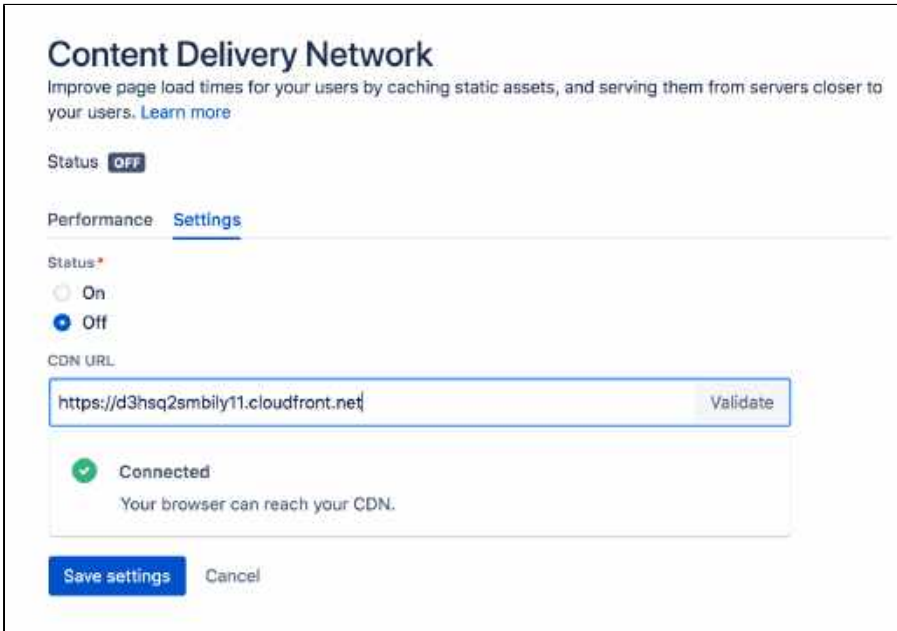 Content Delivery Network
Improve page load times for your users by caching static assets, and serving them from servers closer to
your users. Learn more
Status OFF
Performance Settings
Status*
On
Off
CDN URL
https://d3hsq2smbily11.cloudfront.net Validate
Connected
Your browser can reach your CDN.
Save settings Cancel